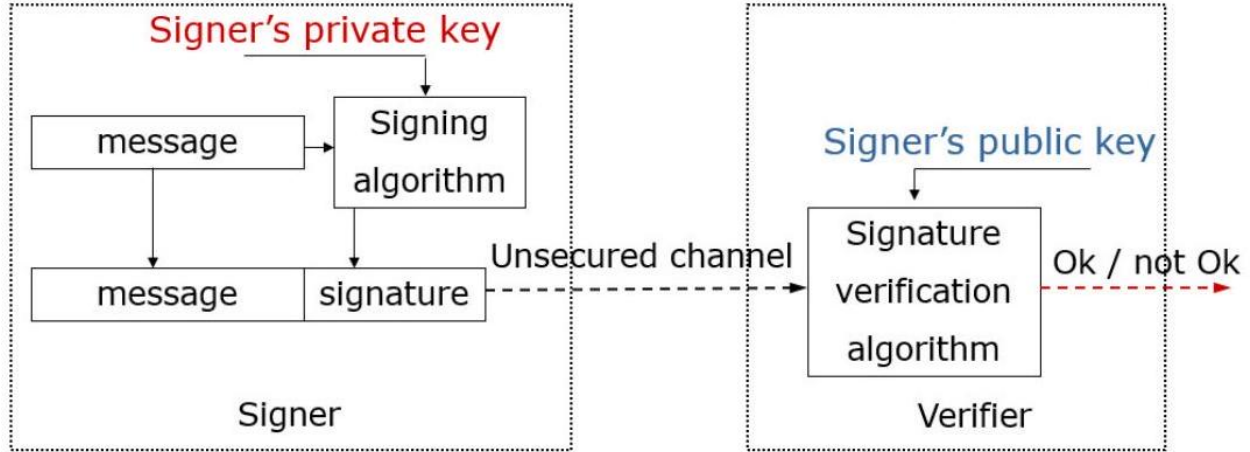 Signer’s private key
Signing
algorithm
message
message
signature
Signer
Unsecured channel
Signer’s public key
Signature
verification
algorithm
Ok / not Ok
Verifier